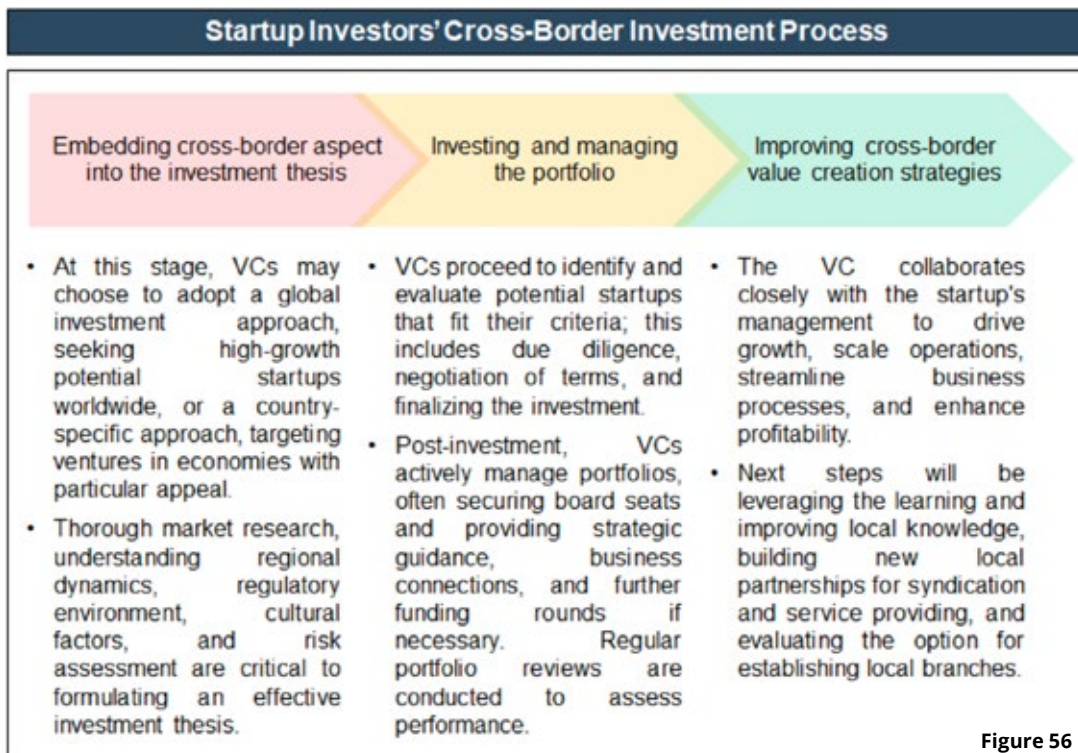 Startup Investors' Cross-Border Investment Process
Embedding cross-border aspect
into the investment thesis
Investing and managing
the portfolio
Improving cross-border
value creation strategies
• At this stage, VCs may
choose to adopt a global
investment approach,
seeking high-growth
potential startups
worldwide, or a country-
specific approach, targeting
ventures in economies with
particular appeal.
• Thorough market research,
understanding regional
dynamics, regulatory
environment, cultural
factors, and risk
assessment are critical to
formulating an effective
investment thesis.
• VCs proceed to identify and
evaluate potential startups
that fit their criteria; this
includes due diligence,
negotiation of terms, and
finalizing the investment.
• Post-investment, VCs
actively manage portfolios,
often securing board seats
and providing strategic
guidance, business
connections, and further
funding rounds if
necessary. Regular
portfolio reviews are
conducted to assess
performance.
• The VC collaborates
closely with the startup's
management to drive
growth, scale operations,
streamline business
processes, and enhance
profitability.
• Next steps will be
leveraging the learning and
improving local knowledge,
building new local
partnerships for syndication
and service providing, and
evaluating the option for
establishing local branches.
Figure 56